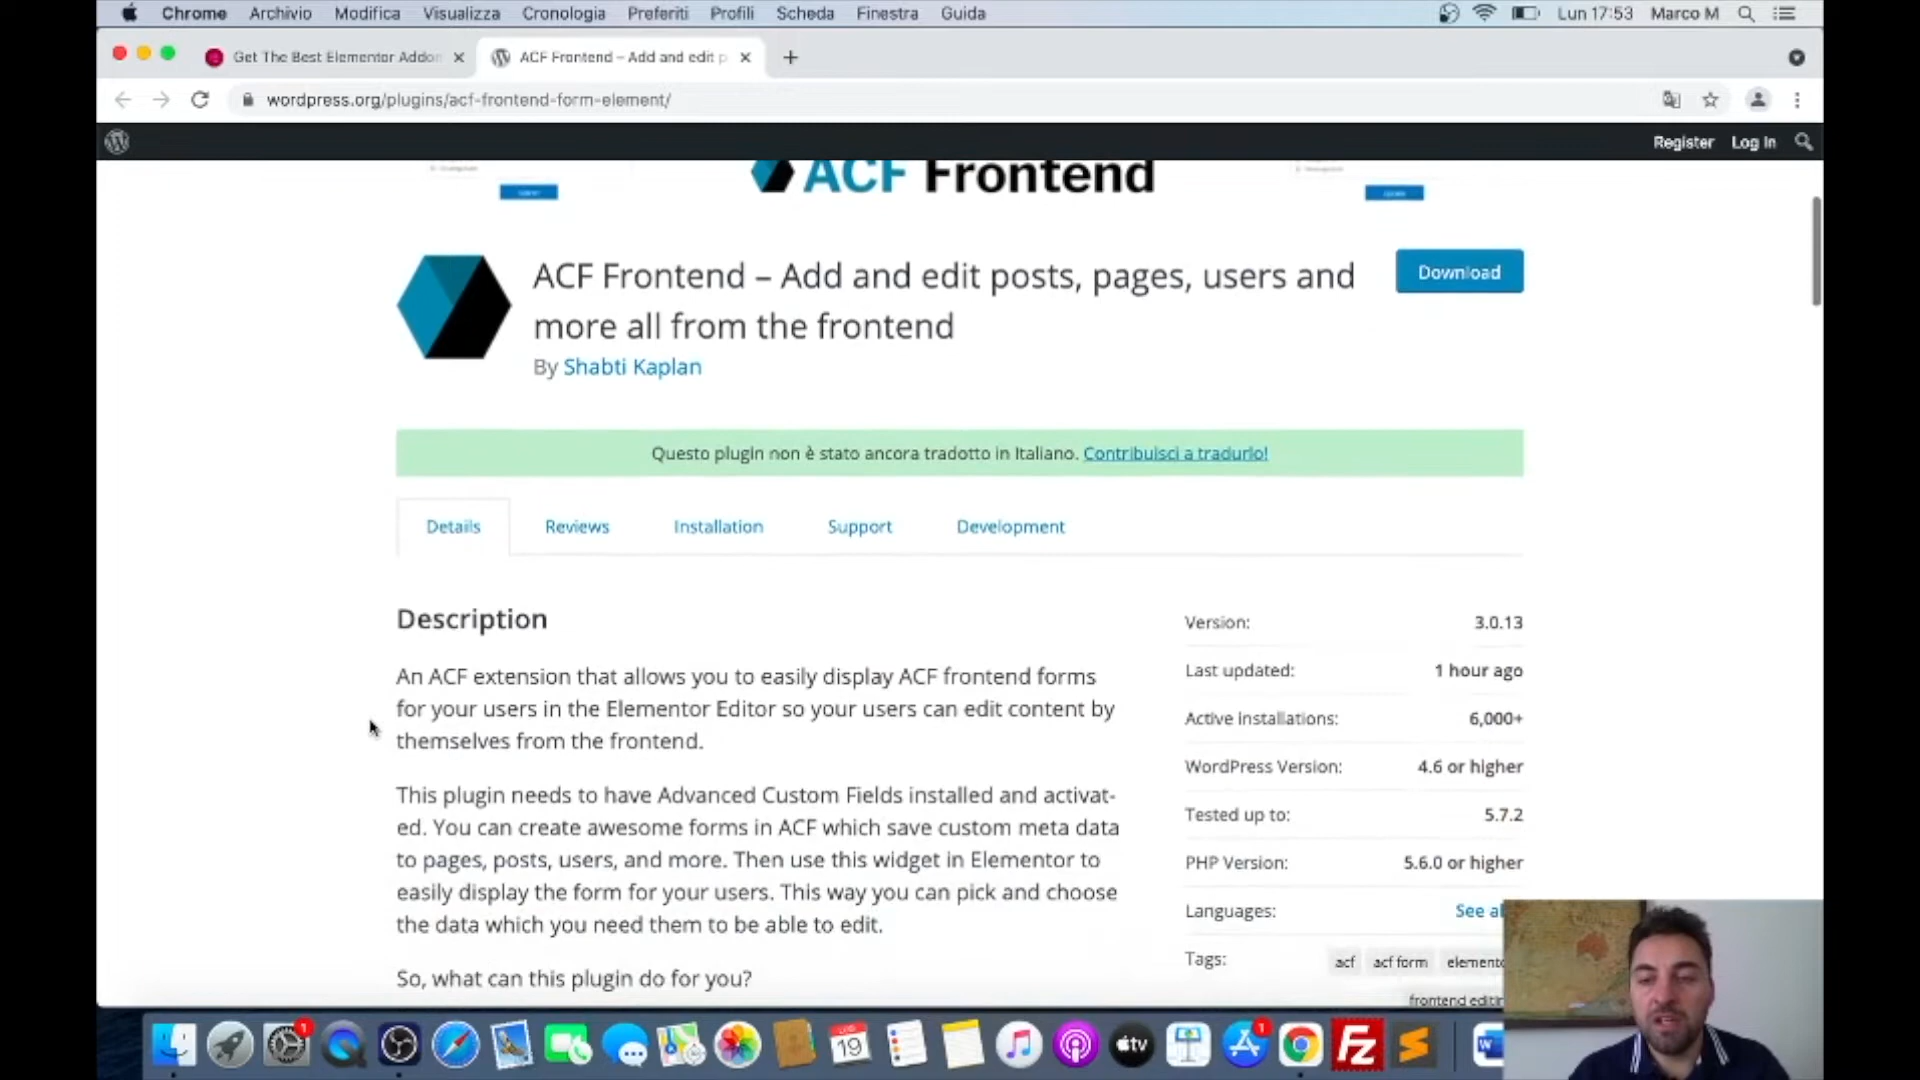 Chrome Archivio Modifica Visualizza Cronologia Preferiti Profili Scheda Finestra Guida Lun 17:53 Marco M
Get The Best Elementor Addon ACF Frontend – Add and edit p
wordpress.org/plugins/acf-frontend-form-element/
Register Log In
ACF Frontend
ACF Frontend – Add and edit posts, pages, users and
more all from the frontend
Download
By Shabti Kaplan
Questo plugin non è stato ancora tradotto in Italiano. Contribuisci a tradurlo!
Details Reviews Installation Support Development
Description
An ACF extension that allows you to easily display ACF frontend forms
for your users in the Elementor Editor so your users can edit content by
themselves from the frontend.
This plugin needs to have Advanced Custom Fields installed and activat-
ed. You can create awesome forms in ACF which save custom meta data
to pages, posts, users, and more. Then use this widget in Elementor to
easily display the form for your users. This way you can pick and choose
the data which you need them to be able to edit.
So, what can this plugin do for you?
Version: 3.0.13
Last updated: 1 hour ago
Active installations: 6,000+
WordPress Version: 4.6 or higher
Tested up to: 5.7.2
PHP Version: 5.6.0 or higher
Languages: See al
Tags: acf acf form elemento
frontend editin
1 19 tv 1 Fz W